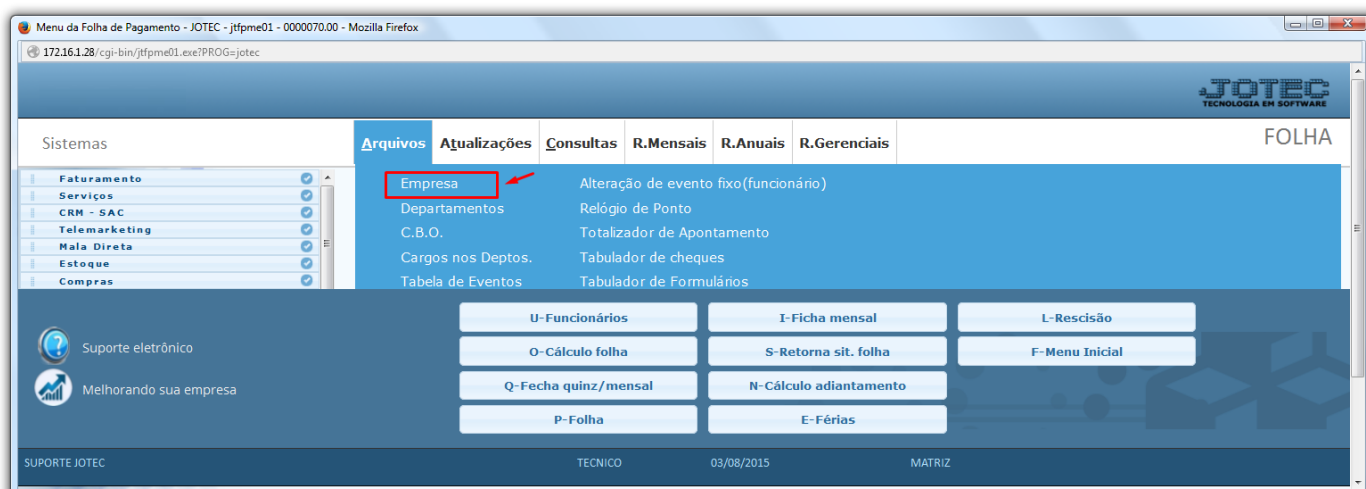 Menu da Folha de Pagamento - JOTEC - jtfpme01 - 0000070.00 - Mozilla Firefox
172.16.1.28/cgi-bin/jtfpme01.exe?PROG=jotec
JOTEC
TECNOLOGIA EM SOFTWARE
Sistemas
Arquivos Atualizações Consultas R.Mensais R.Anuais R.Gerenciais
FOLHA
Faturamento
Serviços
CRM - SAC
Telemarketing
Mala Direta
Estoque
Compras
Empresa Alteração de evento fixo(funcionário)
Departamentos Relógio de Ponto
C.B.O. Totalizador de Apontamento
Cargos nos Deptos. Tabulador de cheques
Tabela de Eventos Tabulador de Formulários
Suporte eletrônico
Melhorando sua empresa
U-Funcionários I-Ficha mensal L-Rescisão
O-Cálculo folha S-Retorna sit. folha F-Menu Inicial
Q-Fecha quinz/mensal N-Cálculo adiantamento
P-Folha E-Férias
SUPORTE JOTEC TECNICO 03/08/2015 MATRIZ